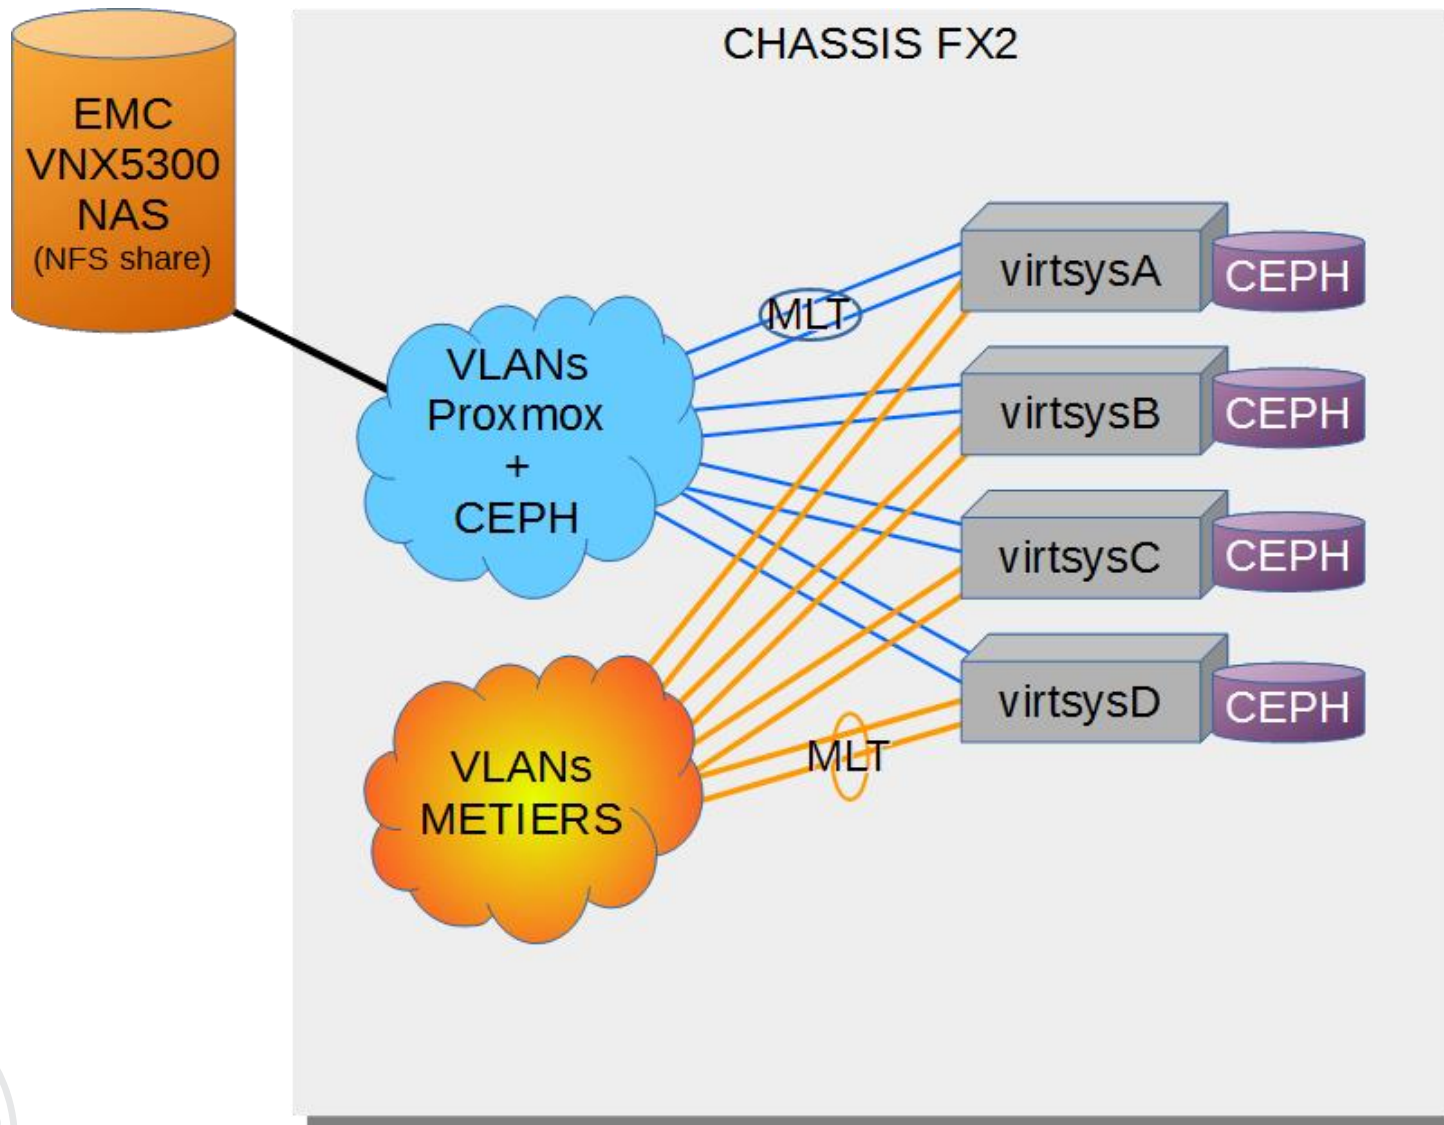 CHASSIS FX2
EMC
VNX5300
NAS
(NFS share)
virtsysA
CEPH
MLT
VLANs
Proxmox
+
CEPH
virtsysB
CEPH
virtsysC
CEPH
virtsysD
CEPH
MLT
VLANs
METIERS